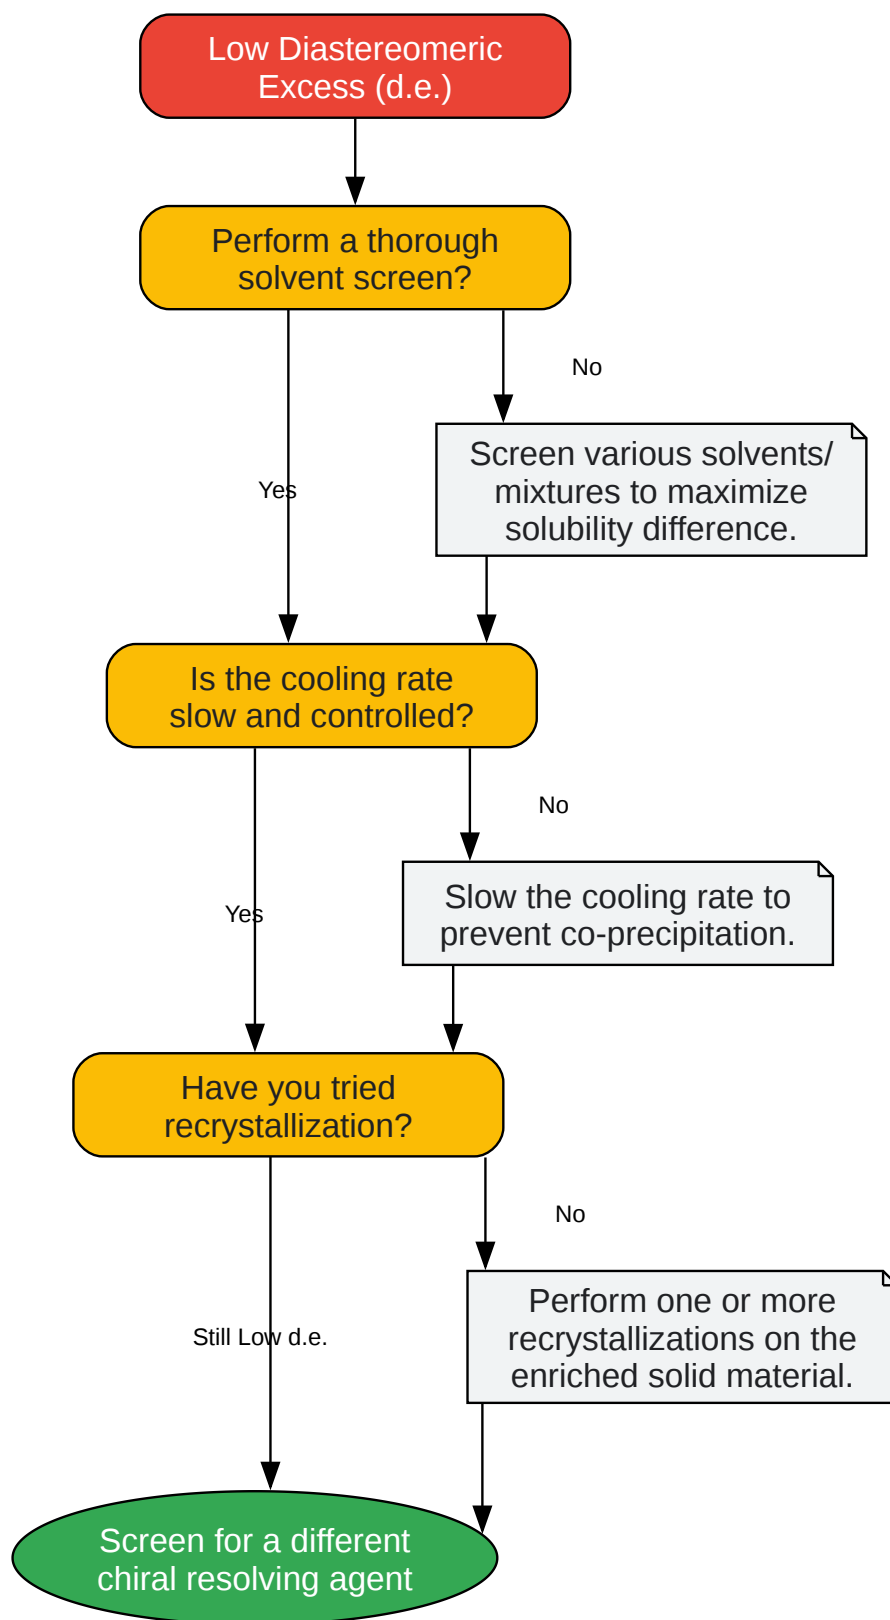 Low Diastereomeric
Excess (d.e.)
Perform a thorough
solvent screen?
No
Screen various solvents/
mixtures to maximize
solubility difference.
Yes
Is the cooling rate
slow and controlled?
No
Slow the cooling rate to
prevent co-precipitation.
Yes
Have you tried
recrystallization?
No
Perform one or more
recrystallizations on the
enriched solid material.
Still Low d.e.
Screen for a different
chiral resolving agent